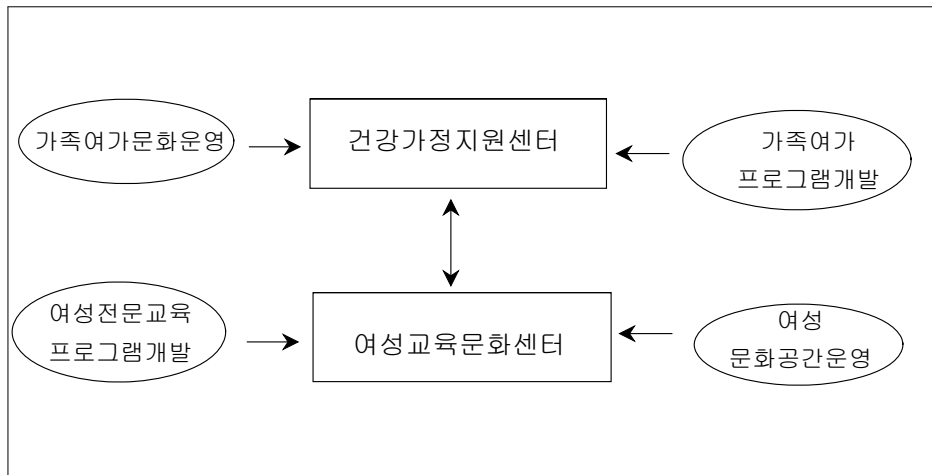 가족여가문화운영
건강가정지원센터
가족여가
프로그램개발
여성전문교육
프로그램개발
여성교육문화센터
여성
문화공간운영